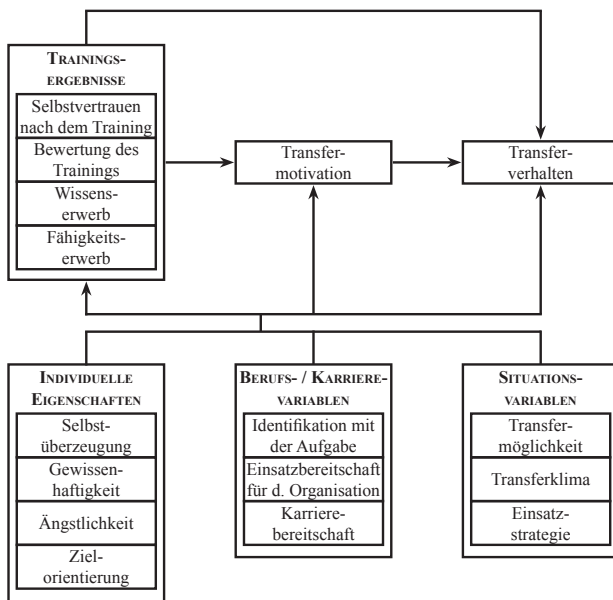 TRAININGS-
ERGEBNISSE
Selbstvertrauen
nach dem Training
Bewertung des
Trainings
Wissens-
erwerb
Fähigkeits-
erwerb
Transfer-
motivation
Transfer-
verhalten
INDIVIDUELLE
EIGENSCHAFTEN
Selbst-
überzeugung
Gewissen-
haftigkeit
Ängstlichkeit
Ziel-
orientierung
BERUFS- / KARRIERE-
VARIABLEN
Identifikation mit
der Aufgabe
Einsatzbereitschaft
für d. Organisation
Karriere-
bereitschaft
SITUATIONS-
VARIABLEN
Transfer-
möglichkeit
Transferklima
Einsatz-
strategie